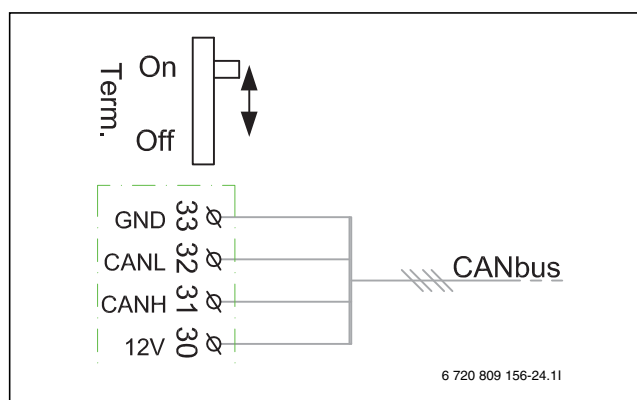 On
Term.
Off
GND 33
CANL 32
CANH 31
12V 30
CANbus
6 720 809 156-24.1I